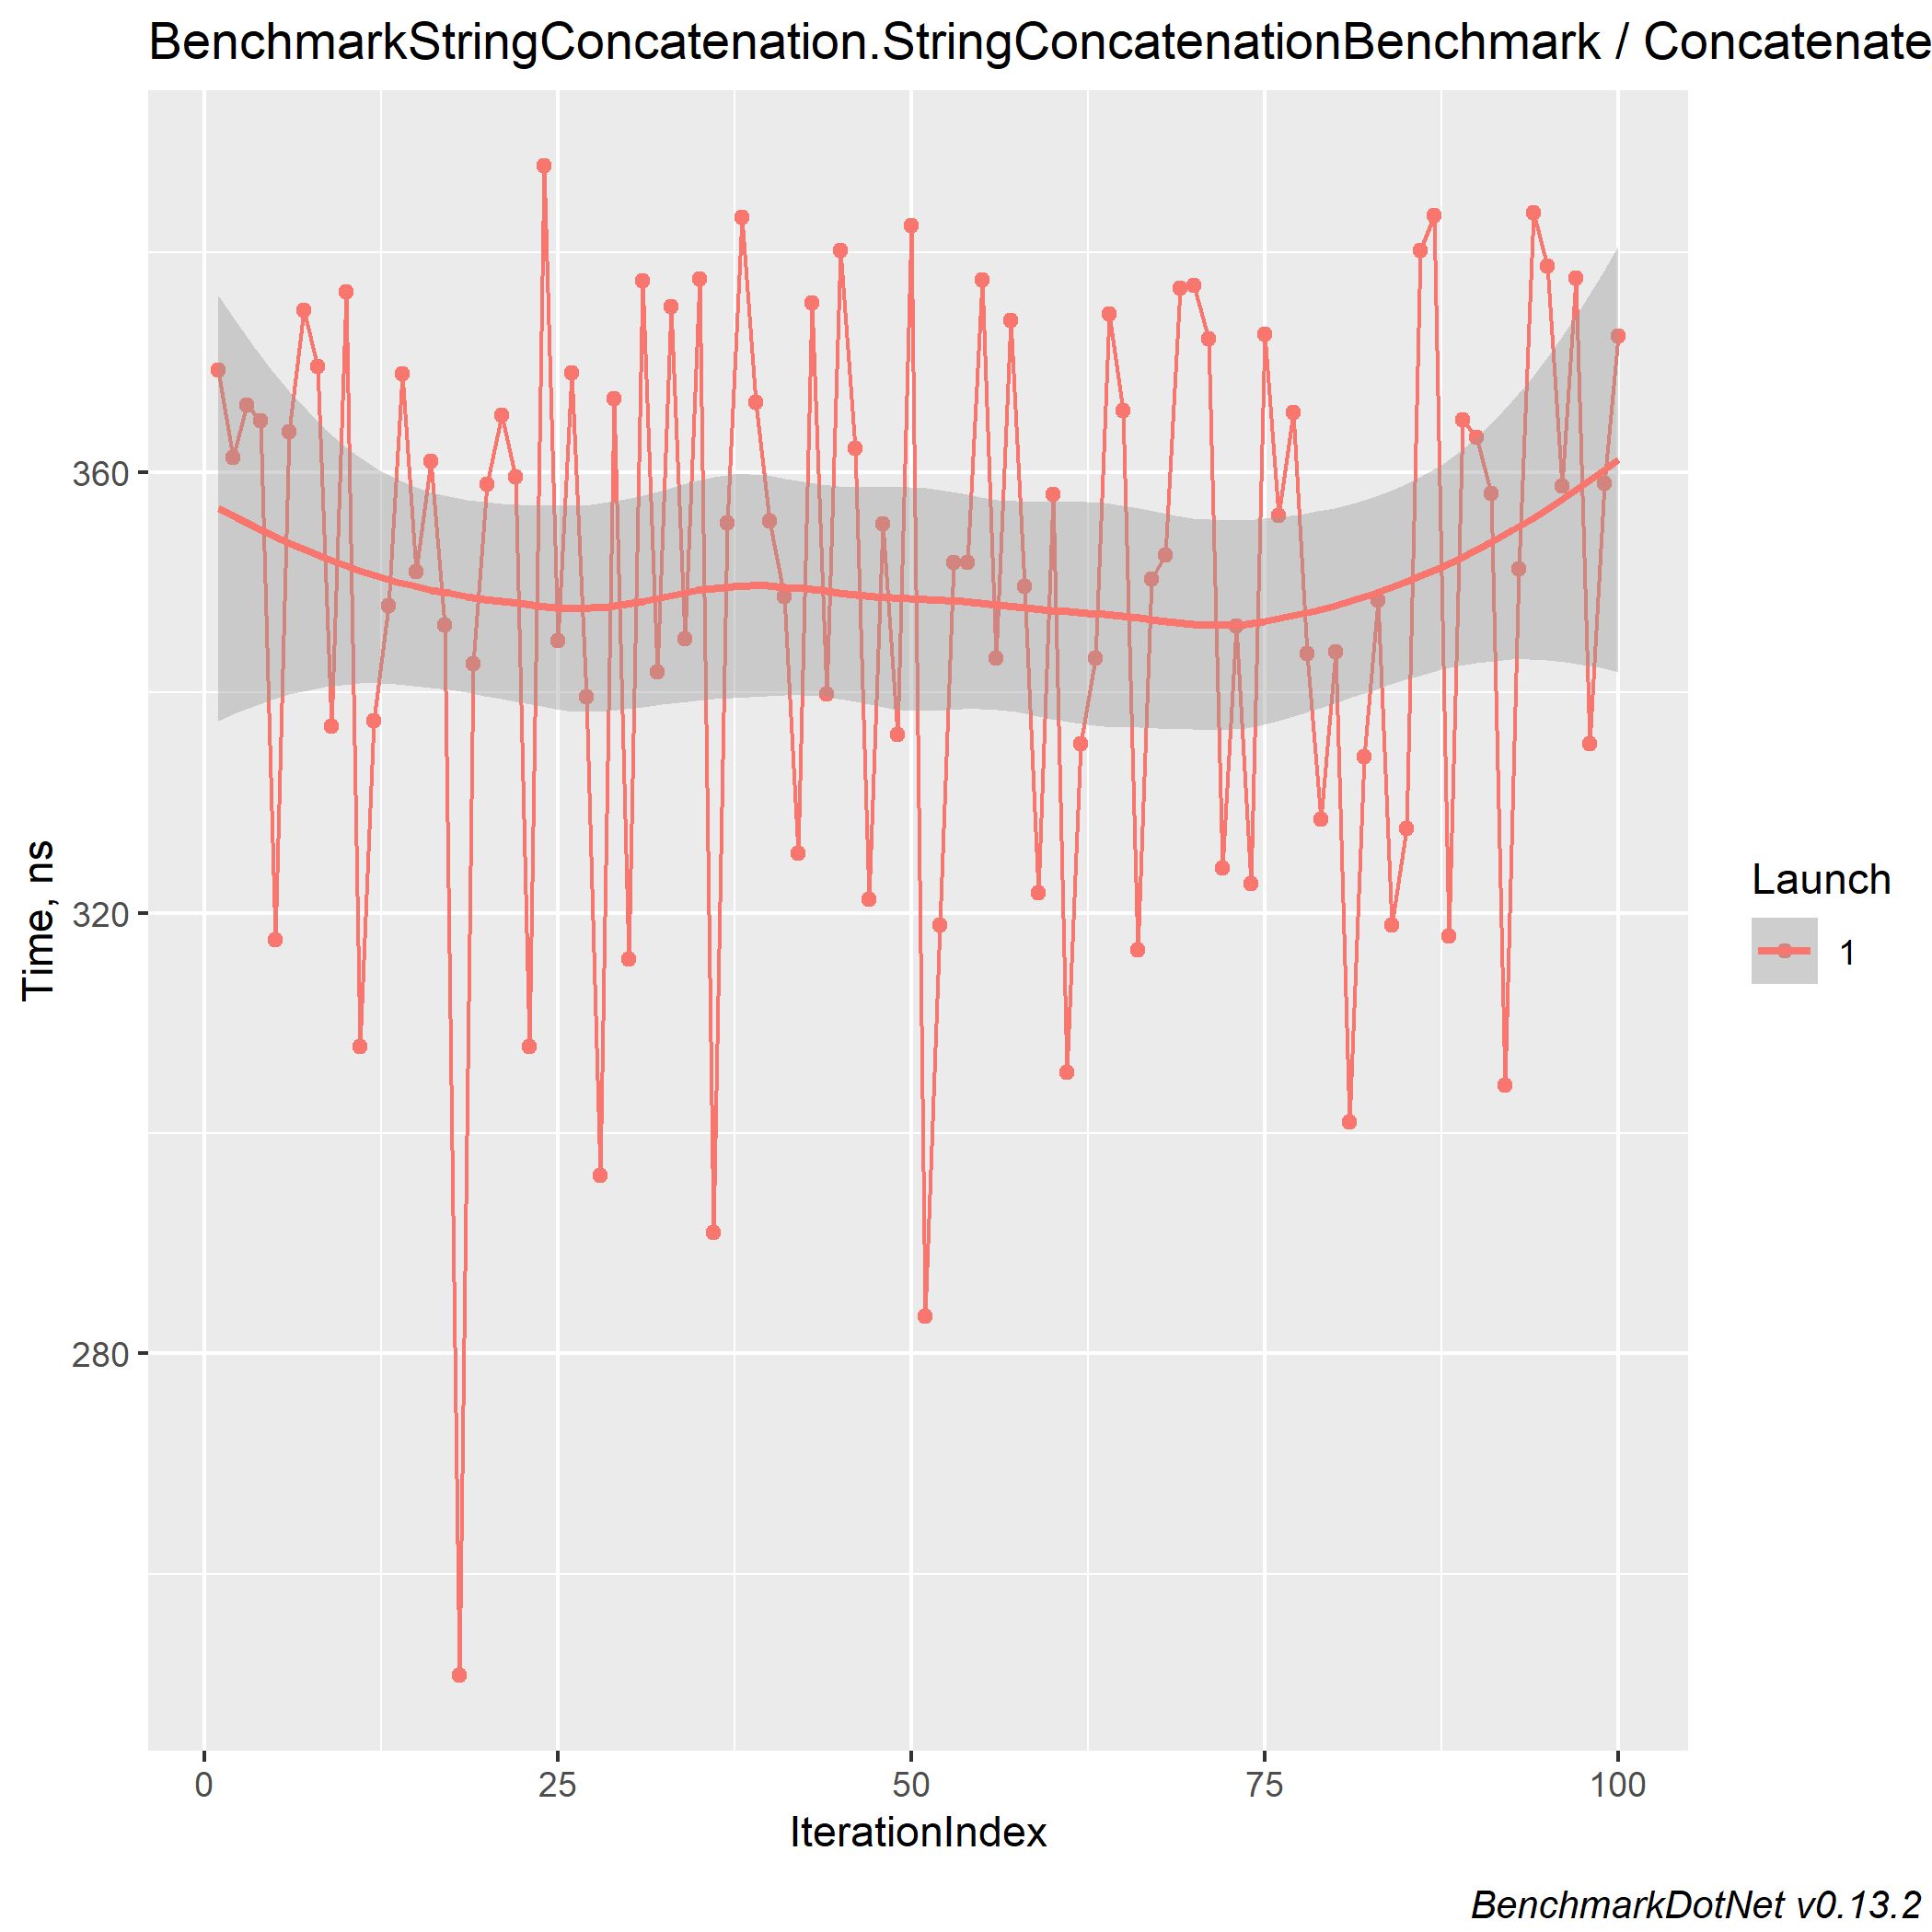 BenchmarkStringConcatenation.StringConcatenationBenchmark / Concatenate
360
320
280
Time, ns
0 25 50 75 100
IterationIndex
Launch
1
BenchmarkDotNet v0.13.2